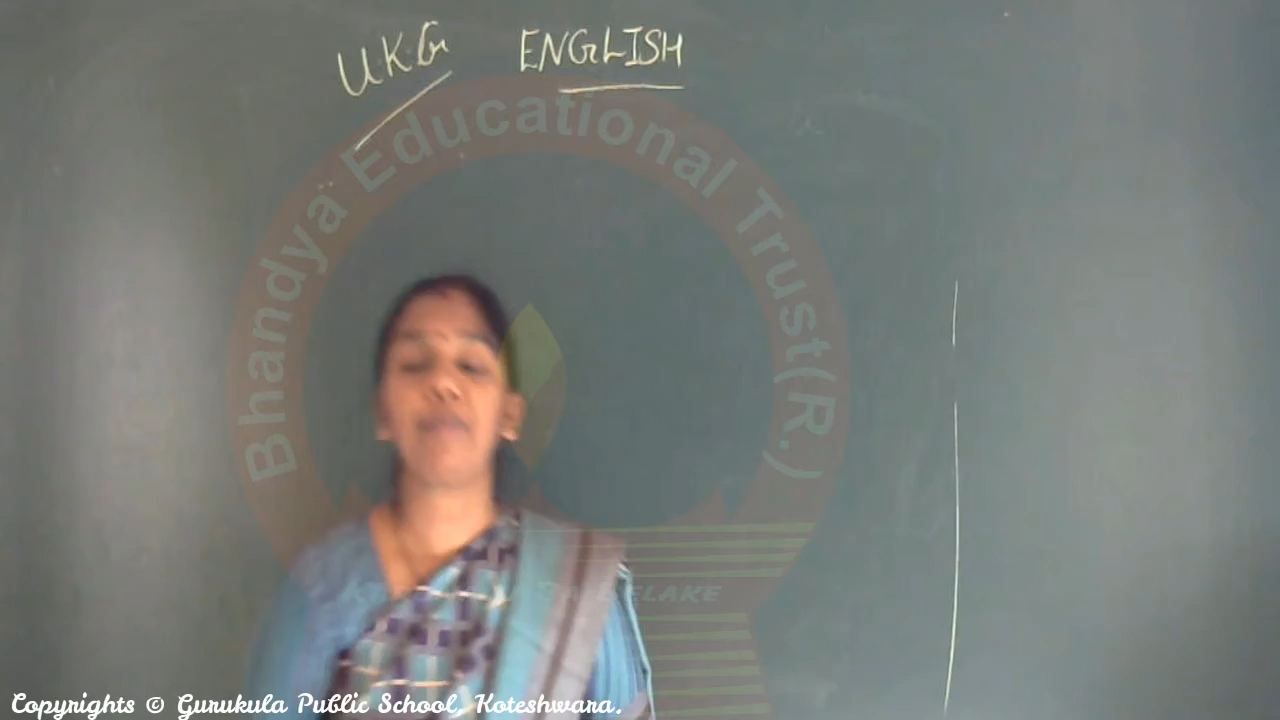 UKG ENGLISH
Bhandya Educational Trust(R.)
Copyrights © Gurukula Public School, Koteshwara.